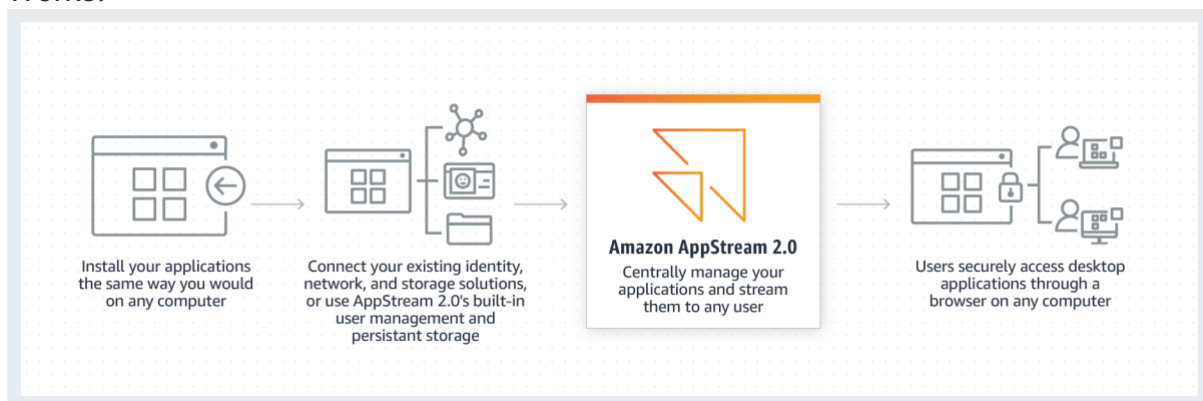 Install your applications
the same way you would
on any computer
Connect your existing identity,
network, and storage solutions,
or use AppStream 2.0's built-in
user management and
persistant storage
Amazon AppStream 2.0
Centrally manage your
applications and stream
them to any user
Users securely access desktop
applications through a
browser on any computer